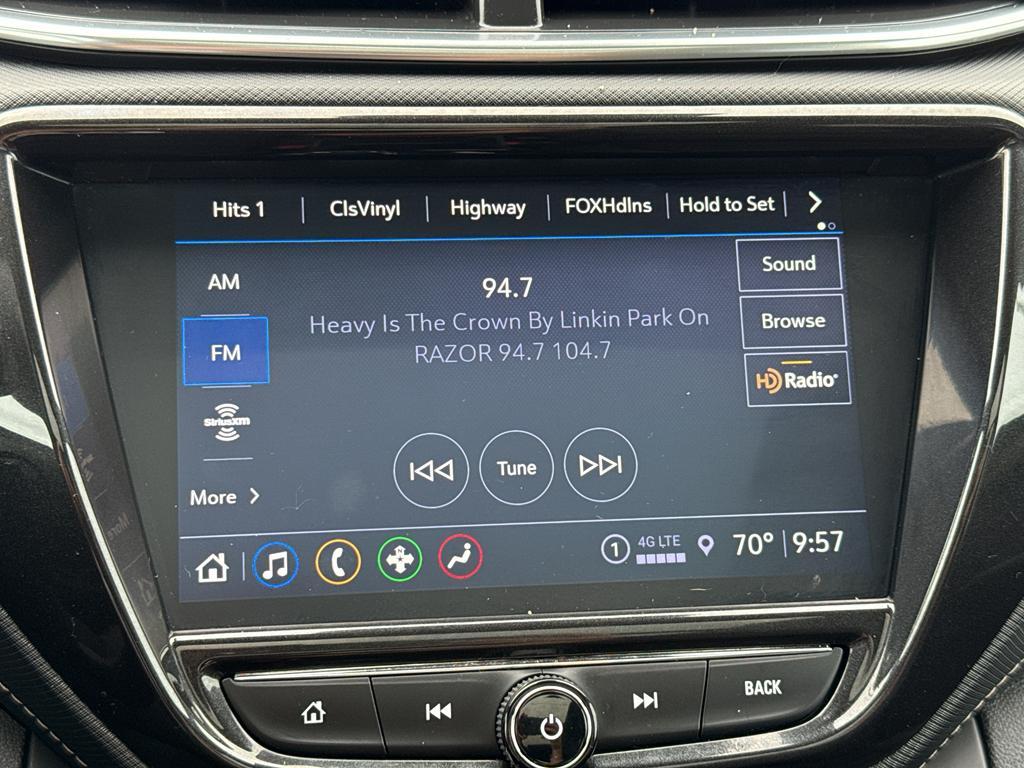 Hits 1 ClsVinyl Highway FOXHdlns Hold to Set
AM
FM
SiriusXM
More
94.7
Heavy Is The Crown By Linkin Park On
RAZOR 94.7 104.7
Sound
Browse
HD Radio
Tune
1 4G LTE 70° 9:57
BACK